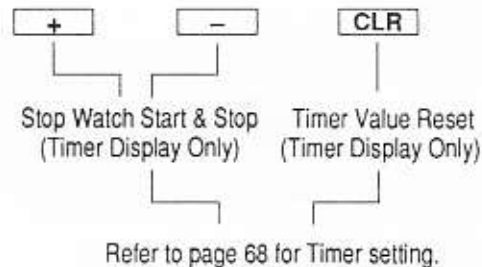 + − CLR
Stop Watch Start & Stop Timer Value Reset
(Timer Display Only) (Timer Display Only)
Refer to page 68 for Timer setting.